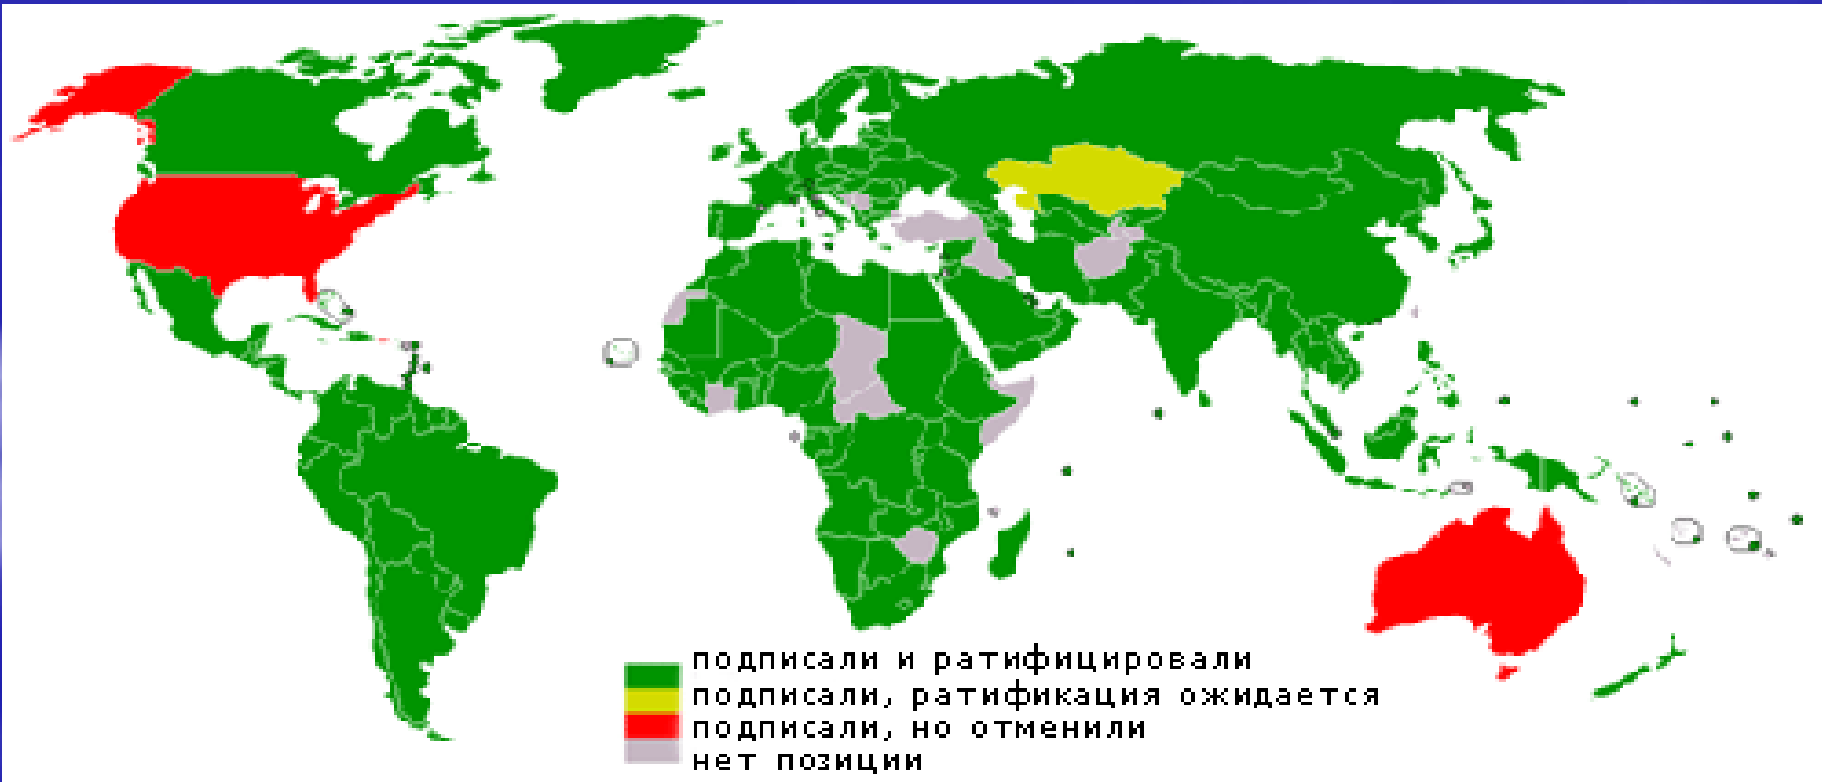 подписали и ратифицировали
подписали, ратификация ожидается
подписали, но отменили
нет позиции